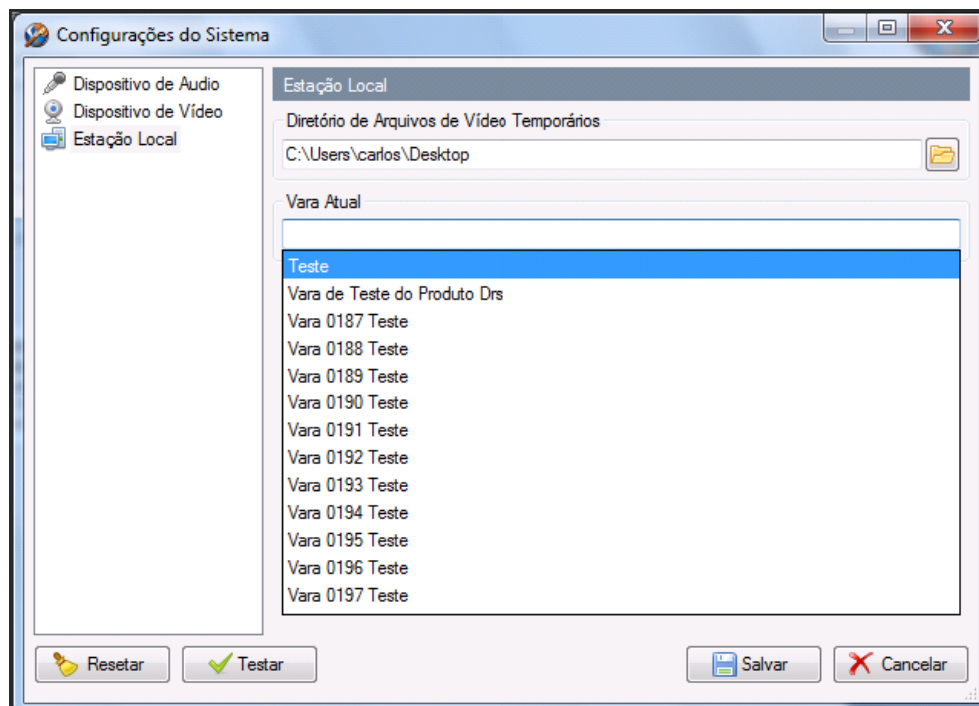 Configurações do Sistema
Dispositivo de Audio
Dispositivo de Vídeo
Estação Local
Estação Local
Diretório de Arquivos de Vídeo Temporários
C:\Users\carlos\Desktop
Vara Atual
Teste
Vara de Teste do Produto Drs
Vara 0187 Teste
Vara 0188 Teste
Vara 0189 Teste
Vara 0190 Teste
Vara 0191 Teste
Vara 0192 Teste
Vara 0193 Teste
Vara 0194 Teste
Vara 0195 Teste
Vara 0196 Teste
Vara 0197 Teste
Resetar Testar Salvar Cancelar